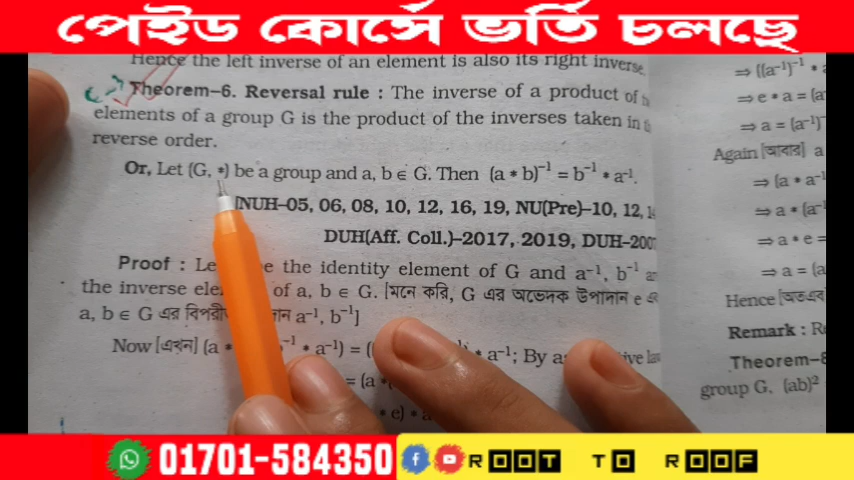 পেইড কোর্সে ভর্তি চলছে
Hence the left inverse of an element is also its right inverse.
Theorem–6. Reversal rule : The inverse of a product of
elements of a group G is the product of the inverses taken in
reverse order.
Or, Let (G, *) be a group and a, b ∈ G. Then (a * b)⁻¹ = b⁻¹ * a⁻¹.
[NUH–05, 06, 08, 10, 12, 16, 19, NU(Pre)–10, 12,
DUH(Aff. Coll.)–2017, 2019, DUH–200
Proof : be the identity element of G and a⁻¹, b⁻¹
the inverse of a, b ∈ G. [মনে করি, G এর অভেদক উপাদান e
a, b ∈ G এর a⁻¹, b⁻¹]
Now [এখন] (a * ⁻¹ * a⁻¹) = * a⁻¹; By
= (a *
* e) *
⇒ ((a⁻¹)⁻¹ *
⇒ e * a = (a
⇒ a = (a⁻¹)
Again [আবার] a
⇒ (a * a⁻
⇒ a * (a⁻
⇒ a * e =
⇒ a = (a
Hence [অতএব
Remark :
Theorem–8
group G, (ab)²
01701-584350
ROOT TO ROOF